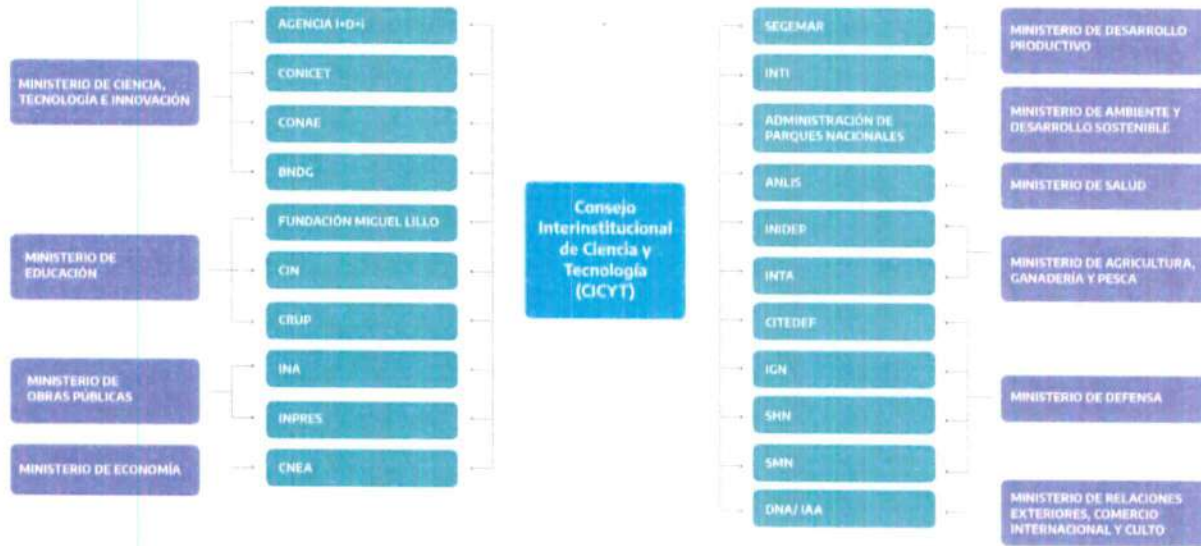 MINISTERIO DE CIENCIA,
TECNOLOGÍA E INNOVACIÓN
AGENCIA I+D+i
CONICET
CONAE
BNDG
MINISTERIO DE
EDUCACIÓN
FUNDACIÓN MIGUEL LILLO
CIN
CRUP
MINISTERIO DE
OBRAS PÚBLICAS
INA
INPRES
MINISTERIO DE ECONOMÍA
CNEA
Consejo
Interinstitucional
de Ciencia y
Tecnología
(CICYT)
SEGEMAR
INTI
MINISTERIO DE DESARROLLO
PRODUCTIVO
ADMINISTRACIÓN DE
PARQUES NACIONALES
MINISTERIO DE AMBIENTE Y
DESARROLLO SOSTENIBLE
ANLIS
MINISTERIO DE SALUD
INIDEP
INTA
MINISTERIO DE AGRICULTURA,
GANADERÍA Y PESCA
CITEDEF
IGN
SHN
SMN
MINISTERIO DE DEFENSA
DNA/ IAA
MINISTERIO DE RELACIONES
EXTERIORES, COMERCIO
INTERNACIONAL Y CULTO